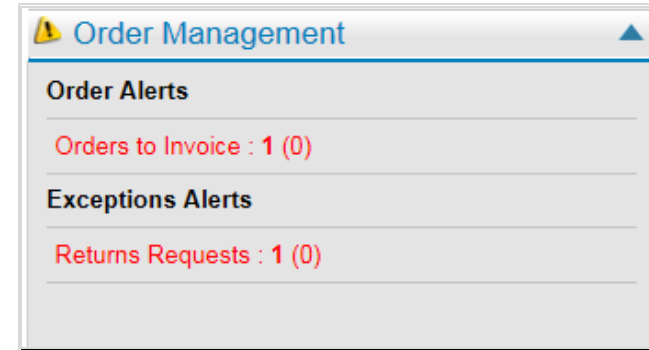 Order Management
Order Alerts
Orders to Invoice : 1 (0)
Exceptions Alerts
Returns Requests : 1 (0)